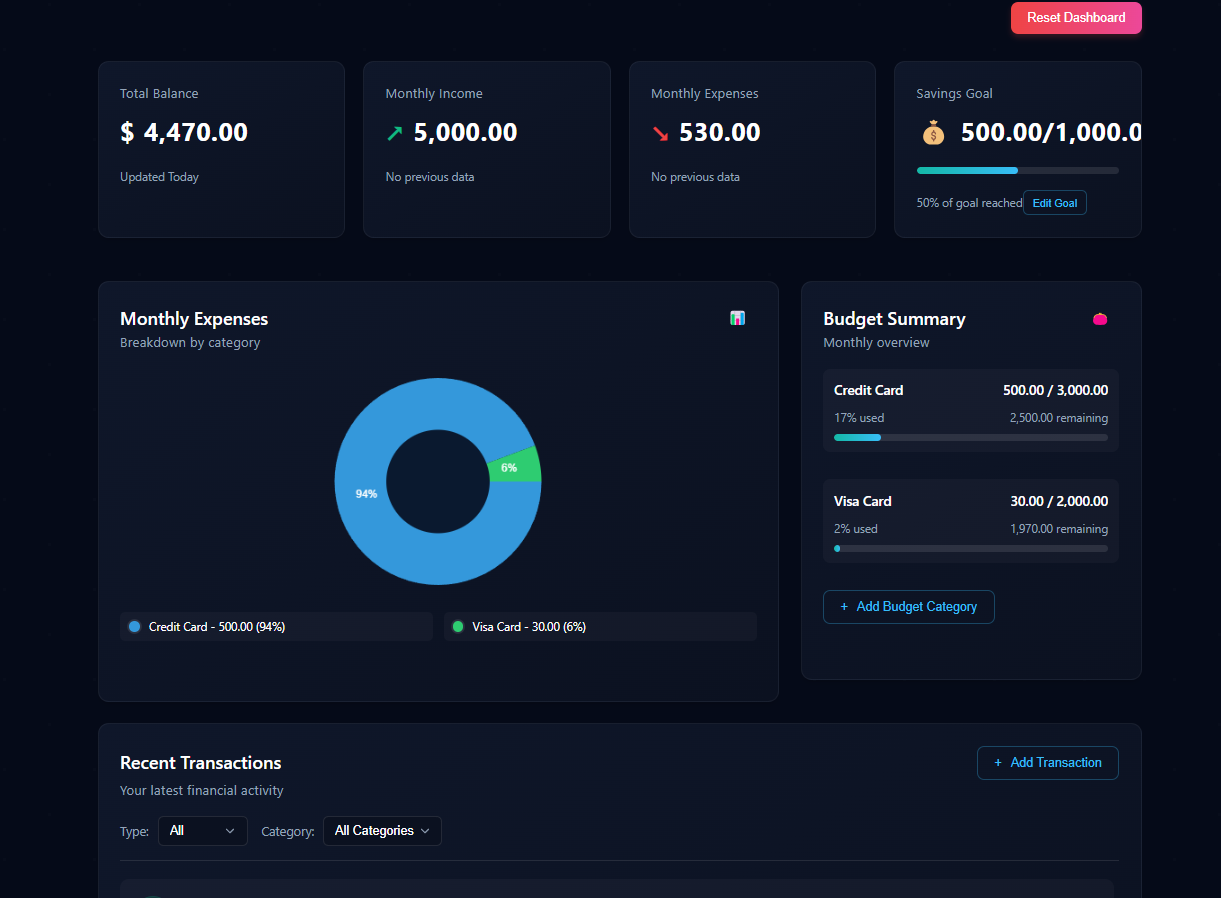 Reset Dashboard
Total Balance
$ 4,470.00
Updated Today
Monthly Income
5,000.00
No previous data
Monthly Expenses
530.00
No previous data
Savings Goal
$ 500.00/1,000.0
50% of goal reached Edit Goal
Monthly Expenses
Breakdown by category
6%
94%
Credit Card - 500.00 (94%)
Visa Card - 30.00 (6%)
Budget Summary
Monthly overview
Credit Card 500.00 / 3,000.00
17% used 2,500.00 remaining
Visa Card 30.00 / 2,000.00
2% used 1,970.00 remaining
+ Add Budget Category
Recent Transactions
+ Add Transaction
Your latest financial activity
Type: All Category: All Categories